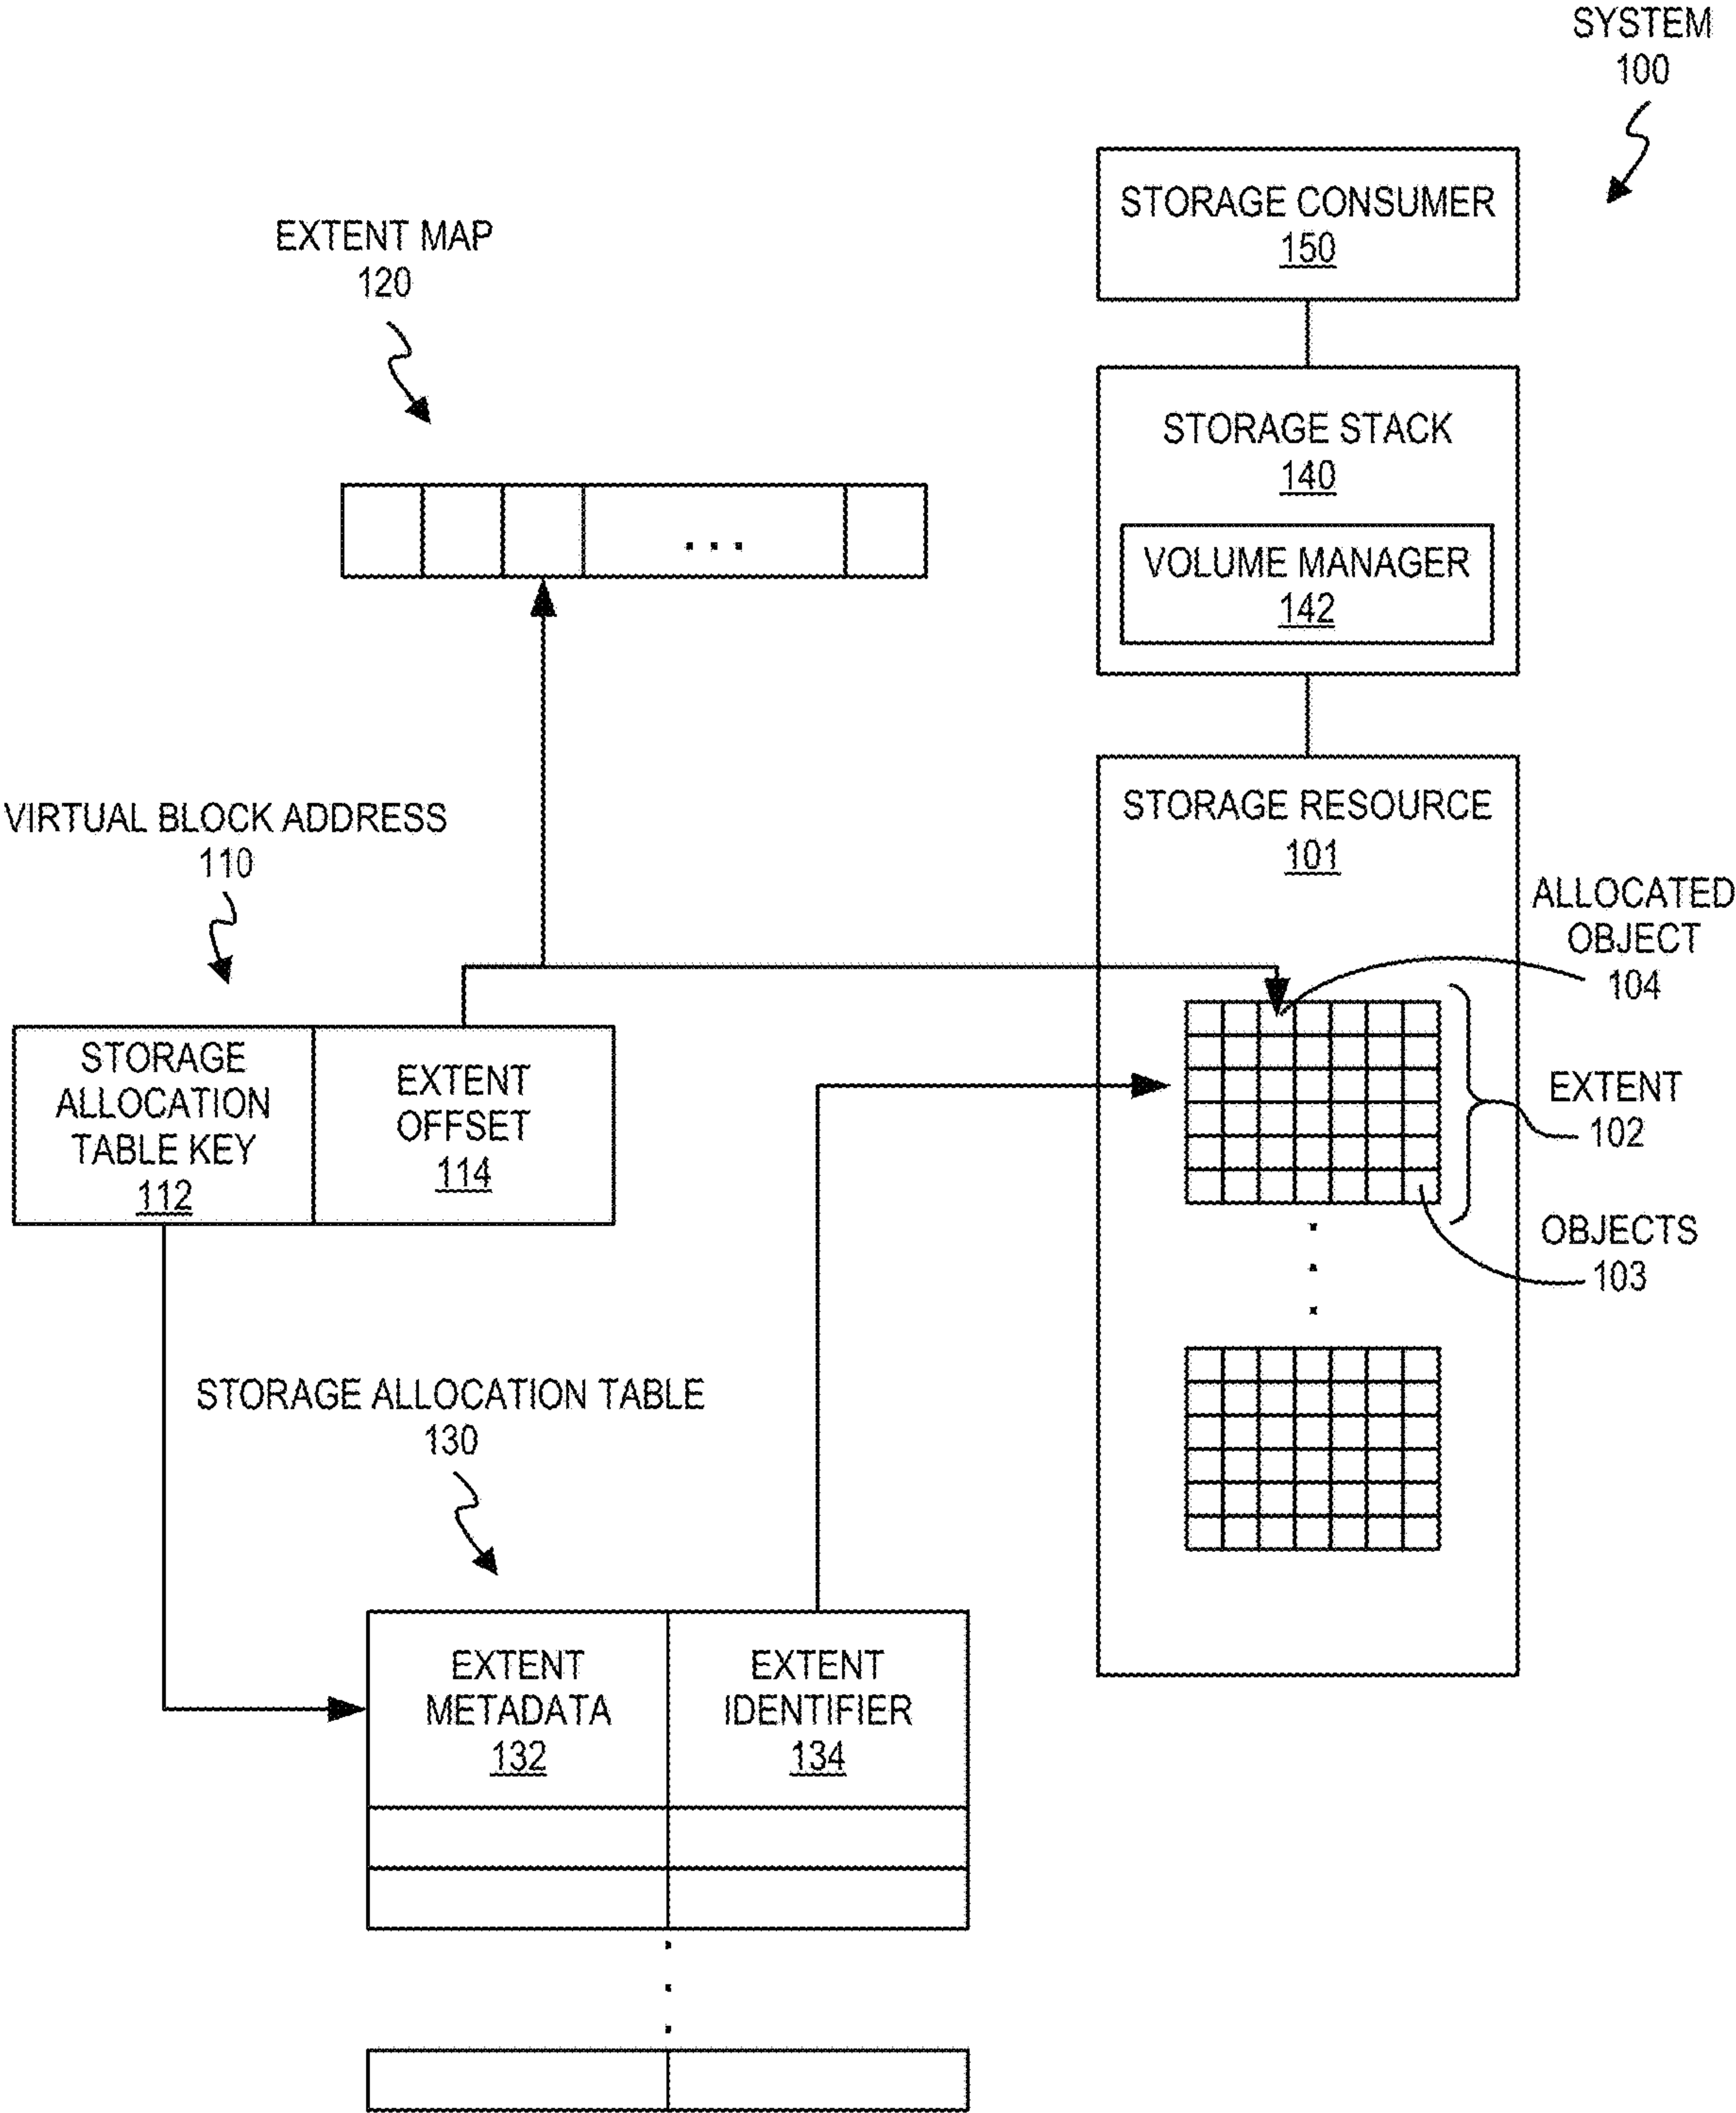 SYSTEM
100
STORAGE CONSUMER
150
EXTENT MAP
120
STORAGE STACK
140
VOLUME MANAGER
142
...
STORAGE RESOURCE
101
VIRTUAL BLOCK ADDRESS
110
ALLOCATED
OBJECT
104
STORAGE
ALLOCATION
TABLE KEY
112
EXTENT
OFFSET
114
EXTENT
102
OBJECTS
103
STORAGE ALLOCATION TABLE
130
EXTENT
METADATA
132
EXTENT
IDENTIFIER
134